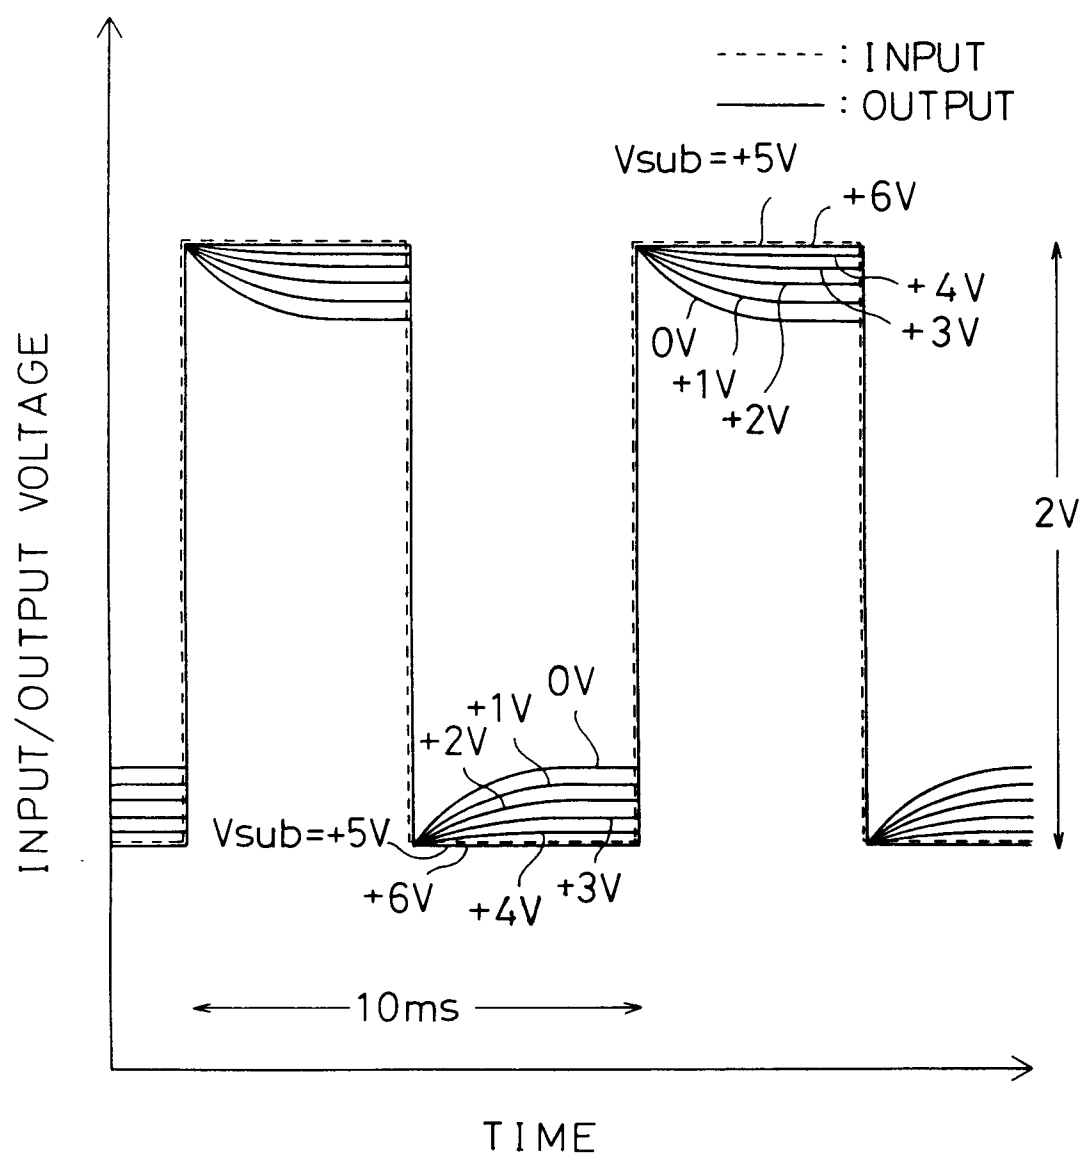 : INPUT
: OUTPUT
Vsub=+5V
+6V
+4V
+3V
0V
+1V
+2V
2V
INPUT/OUTPUT VOLTAGE
0V
+1V
+2V
Vsub=+5V
+6V
+4V
+3V
10ms
TIME